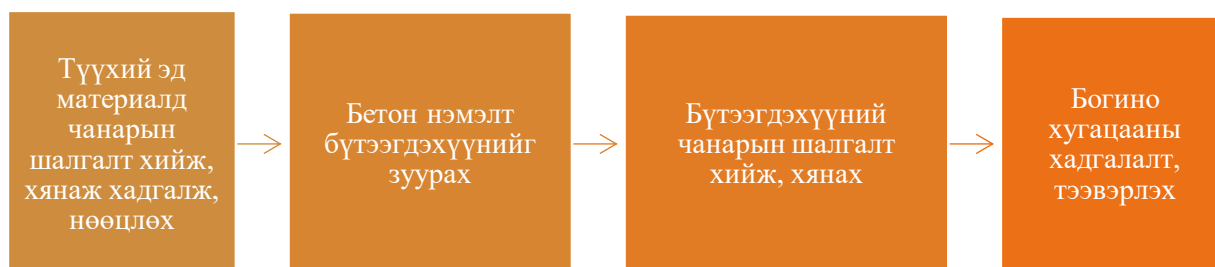 Түүхий эд
материалд
чанарын
шалгалт хийж,
хянаж хадгалж,
нөөцлөх
Бетон нэмэлт
бүтээгдэхүүнийг
зуурах
Бүтээгдэхүүний
чанарын шалгалт
хийж, хянах
Богино
хугацааны
хадгалалт,
тээвэрлэх